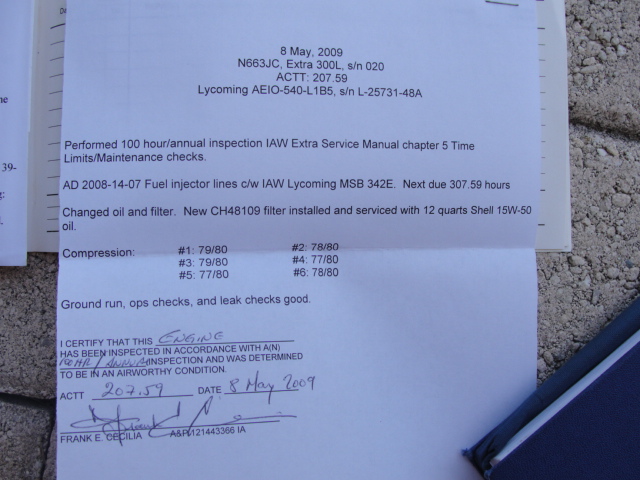 8 May, 2009
N663JC, Extra 300L, s/n 020
ACTT: 207.59
Lycoming AEIO-540-L1B5, s/n L-25731-48A
Performed 100 hour/annual inspection IAW Extra Service Manual chapter 5 Time
Limits/Maintenance checks.
AD 2008-14-07 Fuel injector lines c/w IAW Lycoming MSB 342E. Next due 307.59 hours
Changed oil and filter. New CH48109 filter installed and serviced with 12 quarts Shell 15W-50
oil.
Compression: #1: 79/80 #2: 78/80
#3: 79/80 #4: 77/80
#5: 77/80 #6: 78/80
Ground run, ops checks, and leak checks good.
I CERTIFY THAT THIS ENGINE
HAS BEEN INSPECTED IN ACCORDANCE WITH A(N)
100 HR / ANNUAL INSPECTION AND WAS DETERMINED
TO BE IN AN AIRWORTHY CONDITION.
ACTT 207.59 DATE 8 May 2009
FRANK E. CECILIA A&P/121443366 IA
39-